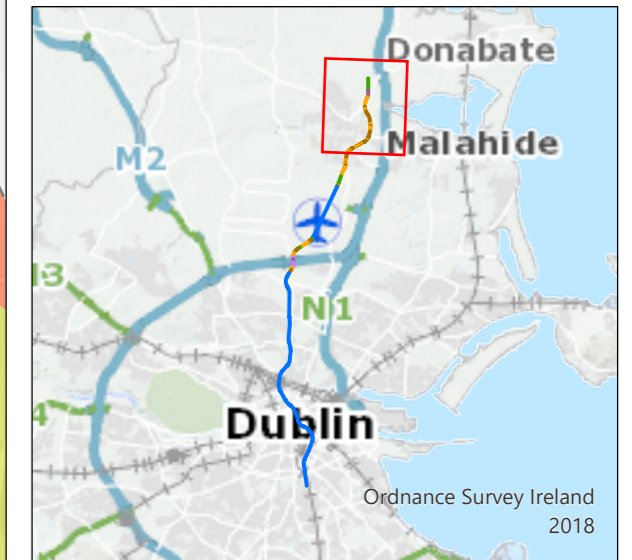 Donabate
Malahide
M2
N1
Dublin
Ordnance Survey Ireland
2018